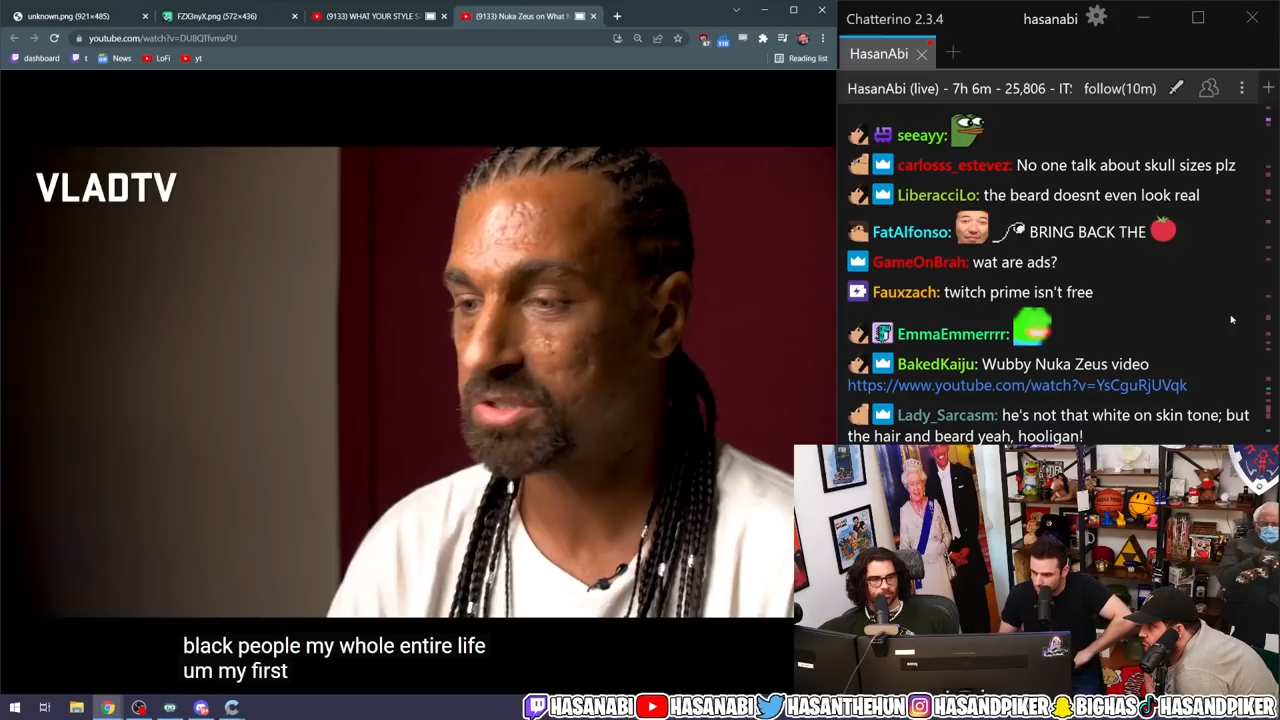 unknown.png (921×485)
FZX3nyX.png (572×436)
(9133) WHAT YOUR STYLE S
(9133) Nuka Zeus on What N
youtube.com/watch?v=DU8QTfvmxPU
dashboard
t
News
LoFi
yt
Reading list
VLADTV
black people my whole entire life
um my first
Chatterino 2.3.4
hasanabi
HasanAbi
HasanAbi (live) - 7h 6m - 25,806 - IT:
follow(10m)
seeayy:
carlosss_estevez: No one talk about skull sizes plz
LiberacciLo: the beard doesnt even look real
FatAlfonso: BRING BACK THE
GameOnBrah: wat are ads?
Fauxzach: twitch prime isn't free
EmmaEmmerrrr:
BakedKaiju: Wubby Nuka Zeus video
https://www.youtube.com/watch?v=YsCguRjUVqk
Lady_Sarcasm: he's not that white on skin tone; but
the hair and beard yeah, hooligan!
HASANABI
HASANABI
HASANTHEHUN
HASANDPIKER
BIGHAS
HASANDPIKER